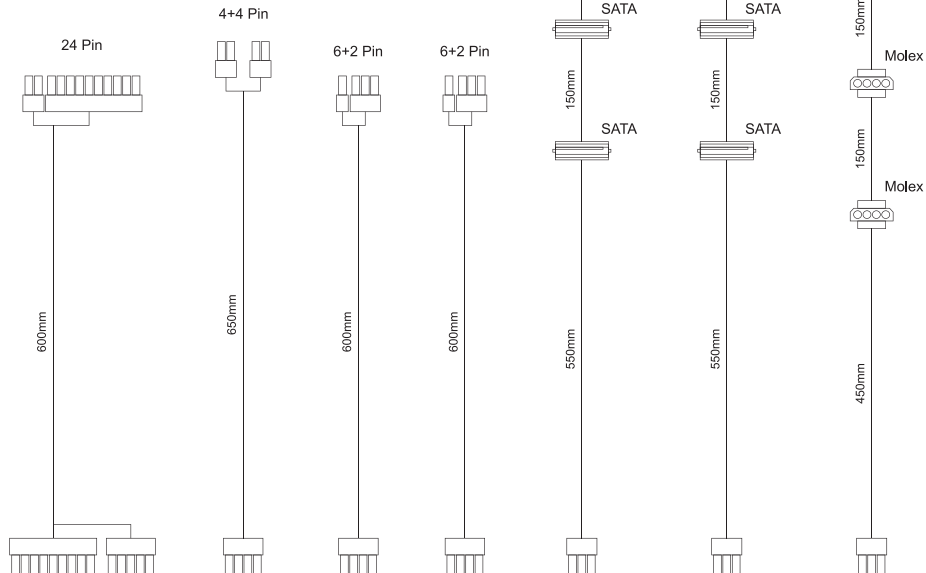 4+4 Pin
SATA
SATA
150mm
24 Pin
6+2 Pin
6+2 Pin
Molex
150mm
150mm
SATA
SATA
150mm
Molex
600mm
650mm
600mm
600mm
550mm
550mm
450mm